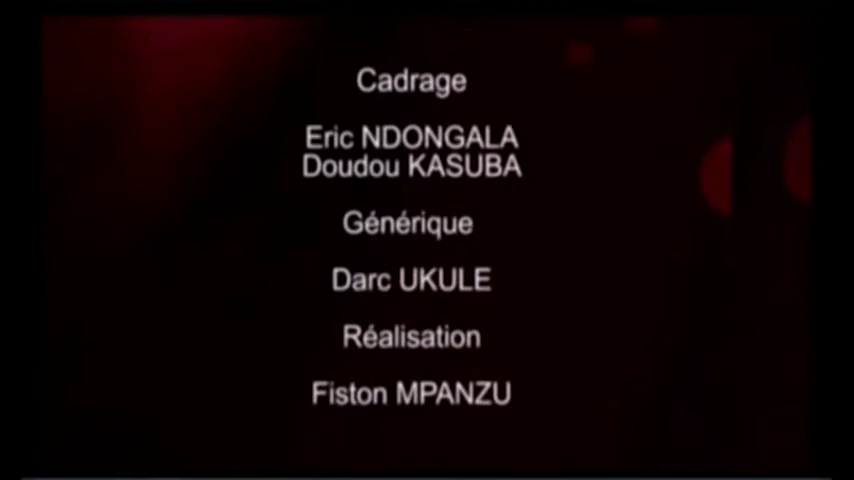 Cadrage
Eric NDONGALA
Doudou KASUBA
Générique
Darc UKULE
Réalisation
Fiston MPANZU